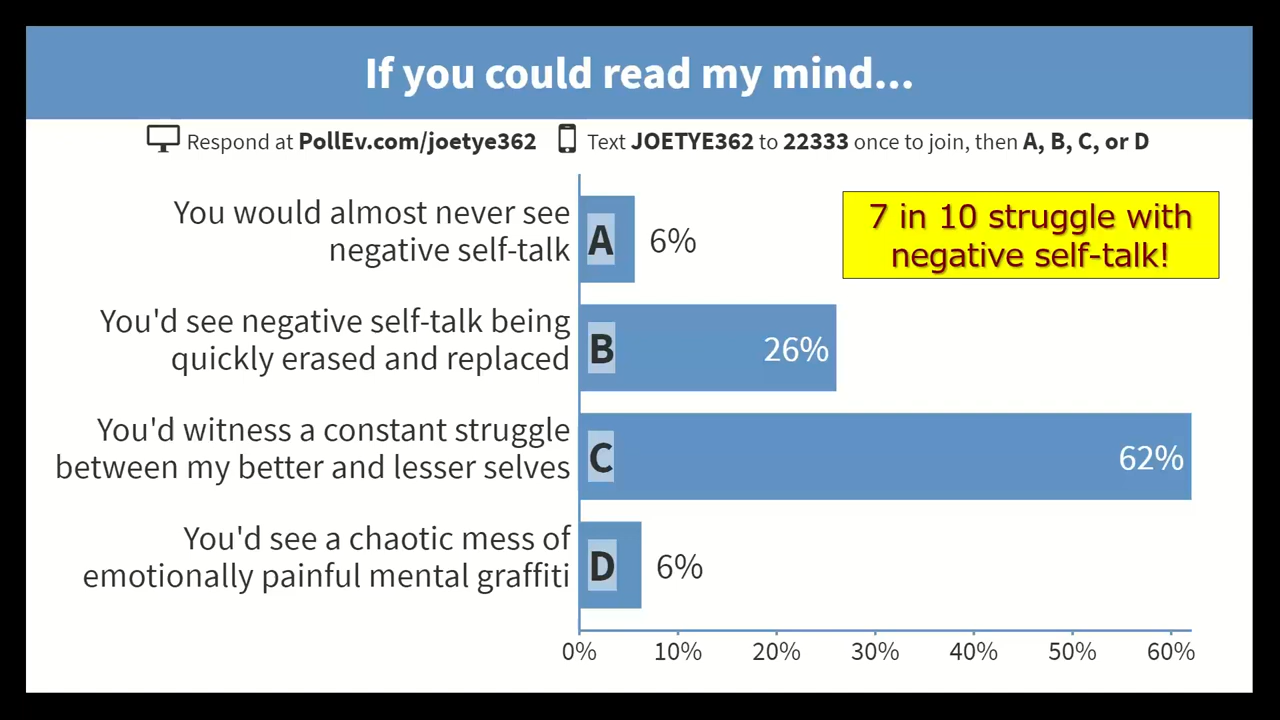 If you could read my mind...
Respond at PollEv.com/joetye362 Text JOETYE362 to 22333 once to join, then A, B, C, or D
You would almost never see
negative self-talk
A
6%
7 in 10 struggle with
negative self-talk!
You'd see negative self-talk being
quickly erased and replaced
B
26%
You'd witness a constant struggle
between my better and lesser selves
C
62%
You'd see a chaotic mess of
emotionally painful mental graffiti
D
6%
0% 10% 20% 30% 40% 50% 60%